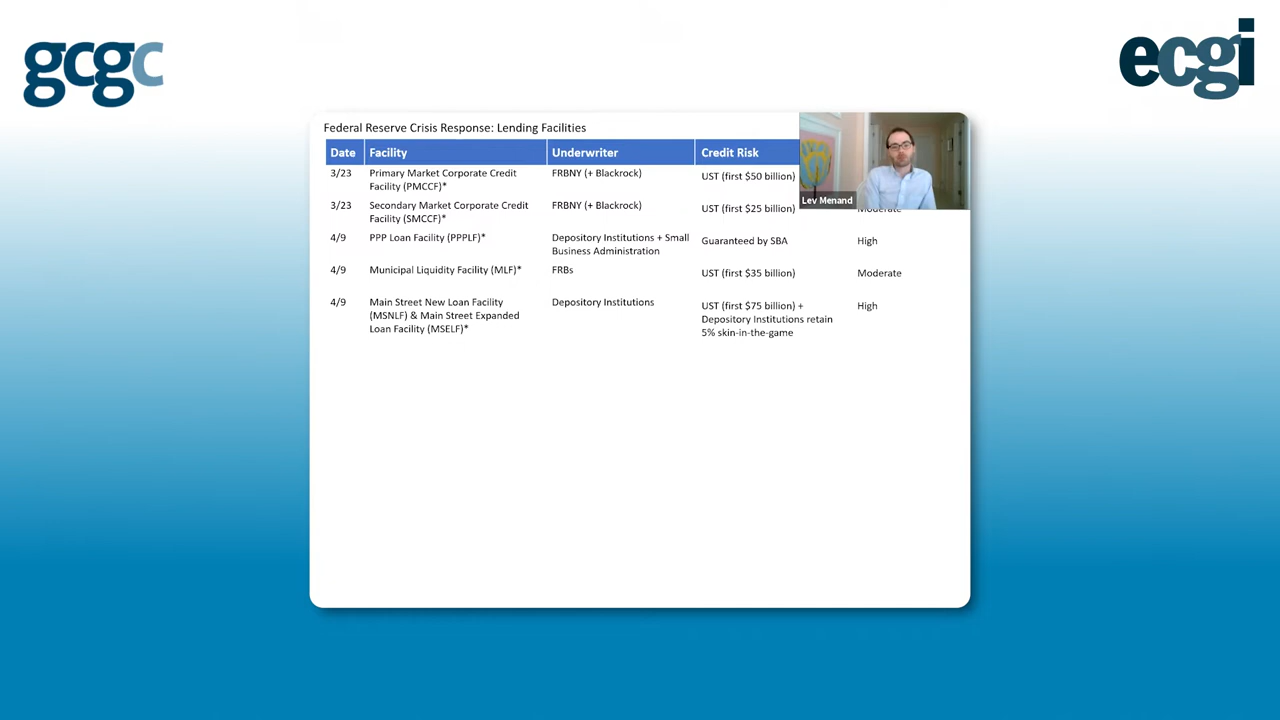 gcgc
ecgi
Federal Reserve Crisis Response: Lending Facilities
Date Facility Underwriter Credit Risk
3/23 Primary Market Corporate Credit Facility (PMCCF)* FRBNY (+ Blackrock) UST (first $50 billion)
Lev Menand
3/23 Secondary Market Corporate Credit Facility (SMCCF)* FRBNY (+ Blackrock) UST (first $25 billion) Moderate
4/9 PPP Loan Facility (PPPLF)* Depository Institutions + Small Business Administration Guaranteed by SBA High
4/9 Municipal Liquidity Facility (MLF)* FRBs UST (first $35 billion) Moderate
4/9 Main Street New Loan Facility (MSNLF) & Main Street Expanded Loan Facility (MSELF)* Depository Institutions UST (first $75 billion) + Depository Institutions retain 5% skin-in-the-game High